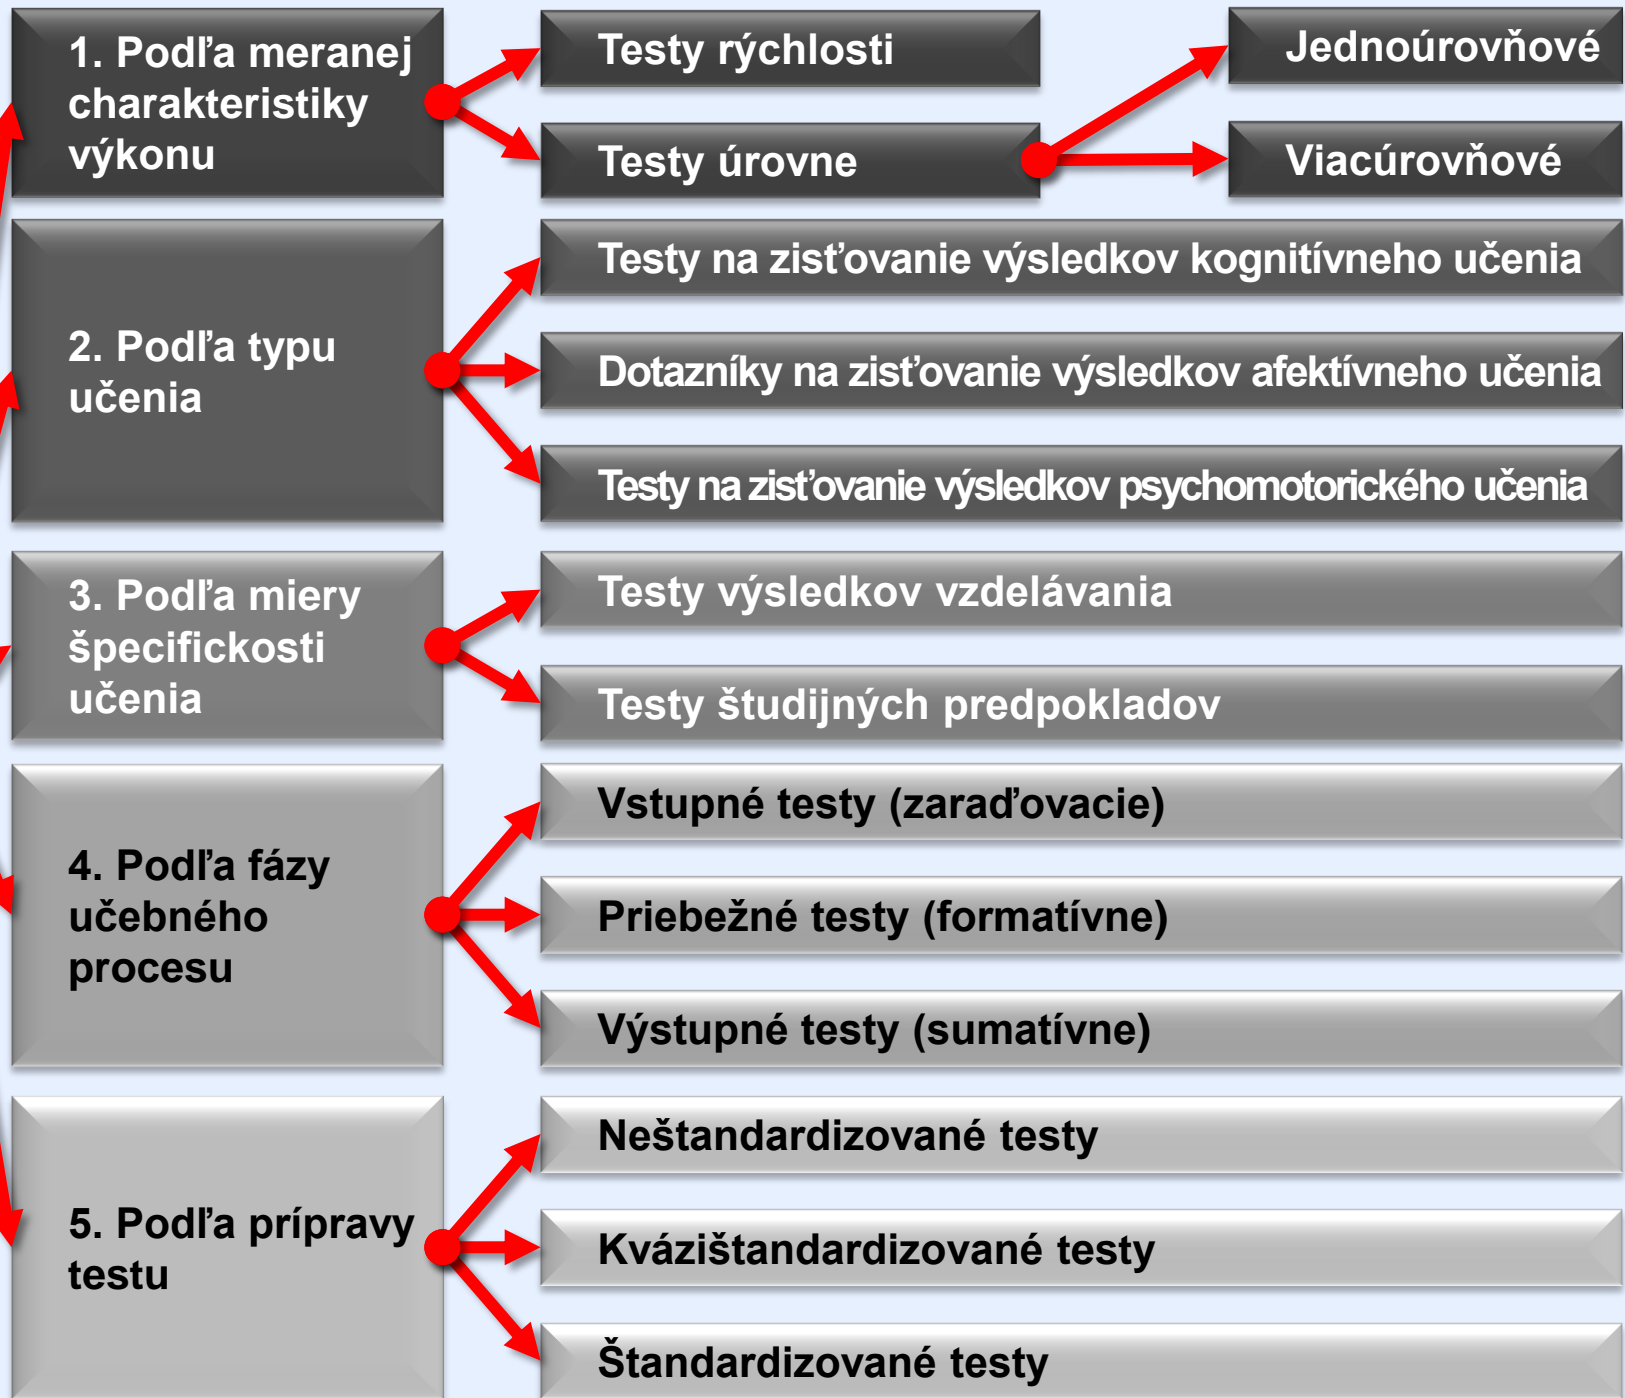 1. Podľa meranej
charakteristiky
výkonu
Testy rýchlosti
Testy úrovne
Jednoúrovňové
Viacúrovňové
2. Podľa typu
učenia
Testy na zisťovanie výsledkov kognitívneho učenia
Dotazníky na zisťovanie výsledkov afektívneho učenia
Testy na zisťovanie výsledkov psychomotorického učenia
3. Podľa miery
špecifickosti
učenia
Testy výsledkov vzdelávania
Testy študijných predpokladov
4. Podľa fázy
učebného
procesu
Vstupné testy (zaraďovacie)
Priebežné testy (formatívne)
Výstupné testy (sumatívne)
5. Podľa prípravy
testu
Neštandardizované testy
Kvázištandardizované testy
Štandardizované testy